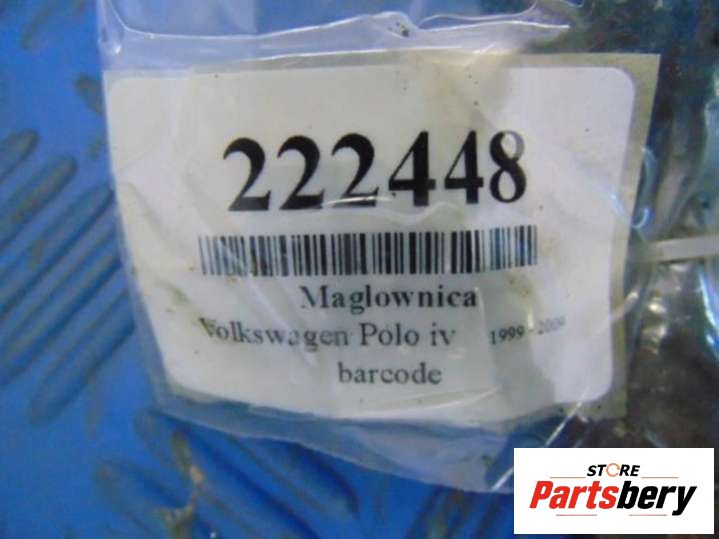 222448
Maglownica
Volkswagen Polo iv 1999 - 2009
barcode
STORE
Partsbery